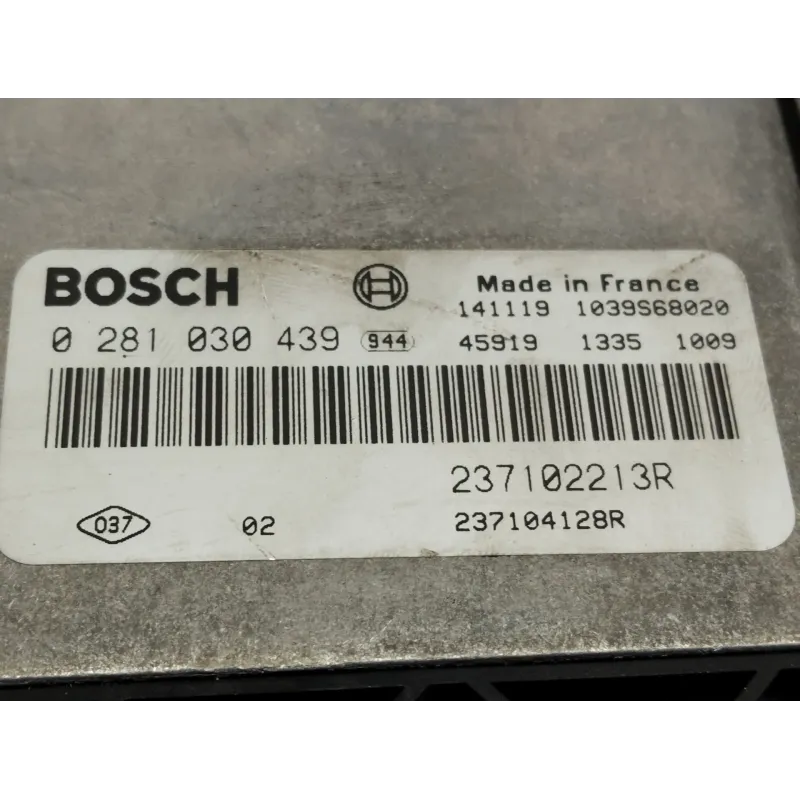 BOSCH Made in France
141119 1039S68020
0 281 030 439 944 45919 1335 1009
237102213R
037 02 237104128R